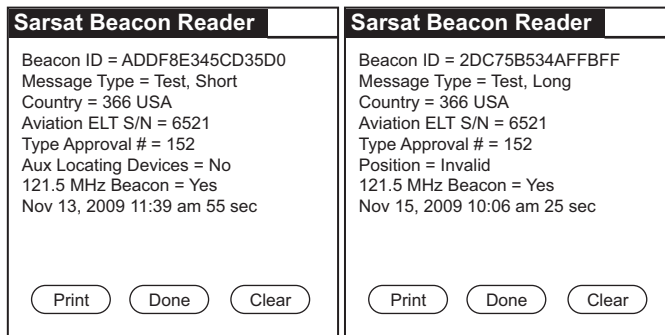 Sarsat Beacon Reader
Beacon ID = ADDF8E345CD35D0
Message Type = Test, Short
Country = 366 USA
Aviation ELT S/N = 6521
Type Approval # = 152
Aux Locating Devices = No
121.5 MHz Beacon = Yes
Nov 13, 2009 11:39 am 55 sec
Print Done Clear
Sarsat Beacon Reader
Beacon ID = 2DC75B534AFFBFF
Message Type = Test, Long
Country = 366 USA
Aviation ELT S/N = 6521
Type Approval # = 152
Position = Invalid
121.5 MHz Beacon = Yes
Nov 15, 2009 10:06 am 25 sec
Print Done Clear